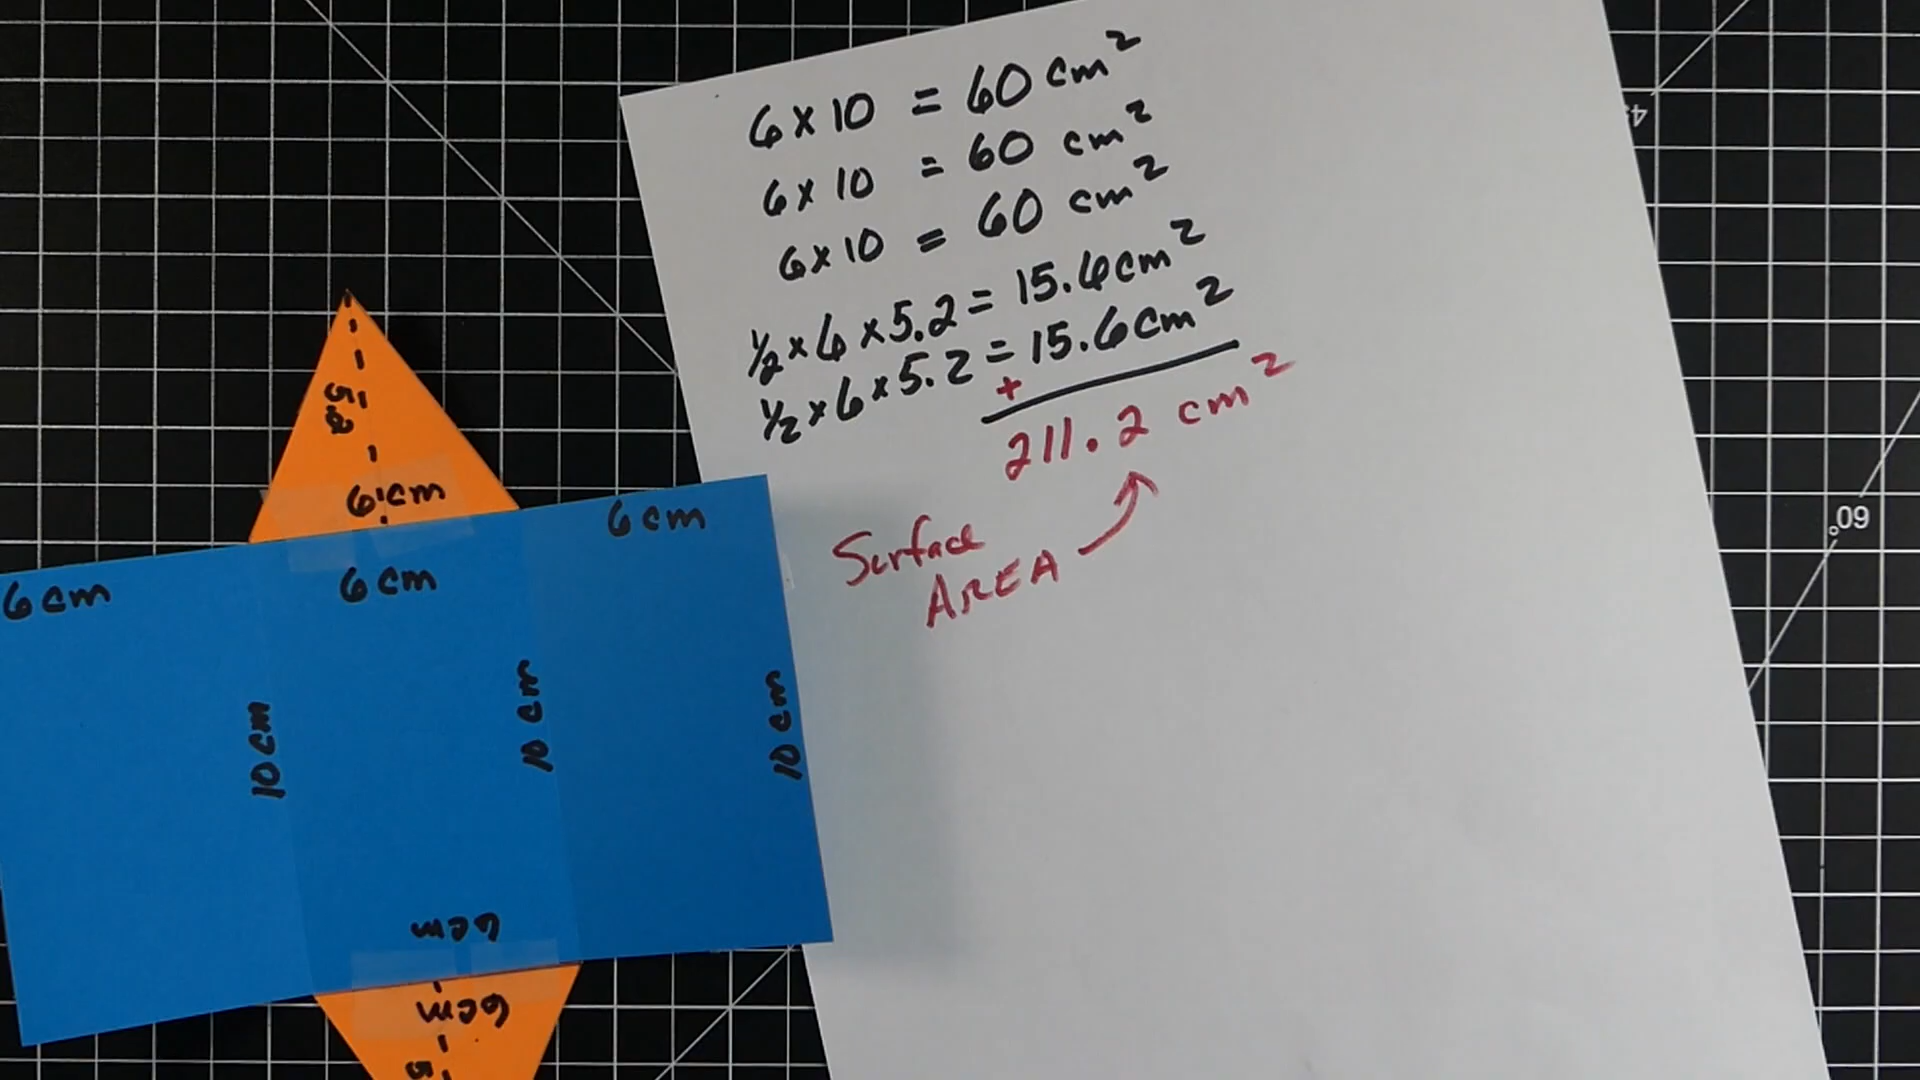 6 x 10 = 60 cm²
6 x 10 = 60 cm²
6 x 10 = 60 cm²
½ x 6 x 5.2 = 15.6 cm²
½ x 6 x 5.2 = 15.6 cm²
+
211.2 cm²
Surface
AREA
6 cm
6 cm
6 cm
6 cm
10 cm
10 cm
10 cm
6 cm
6 cm
5
60°